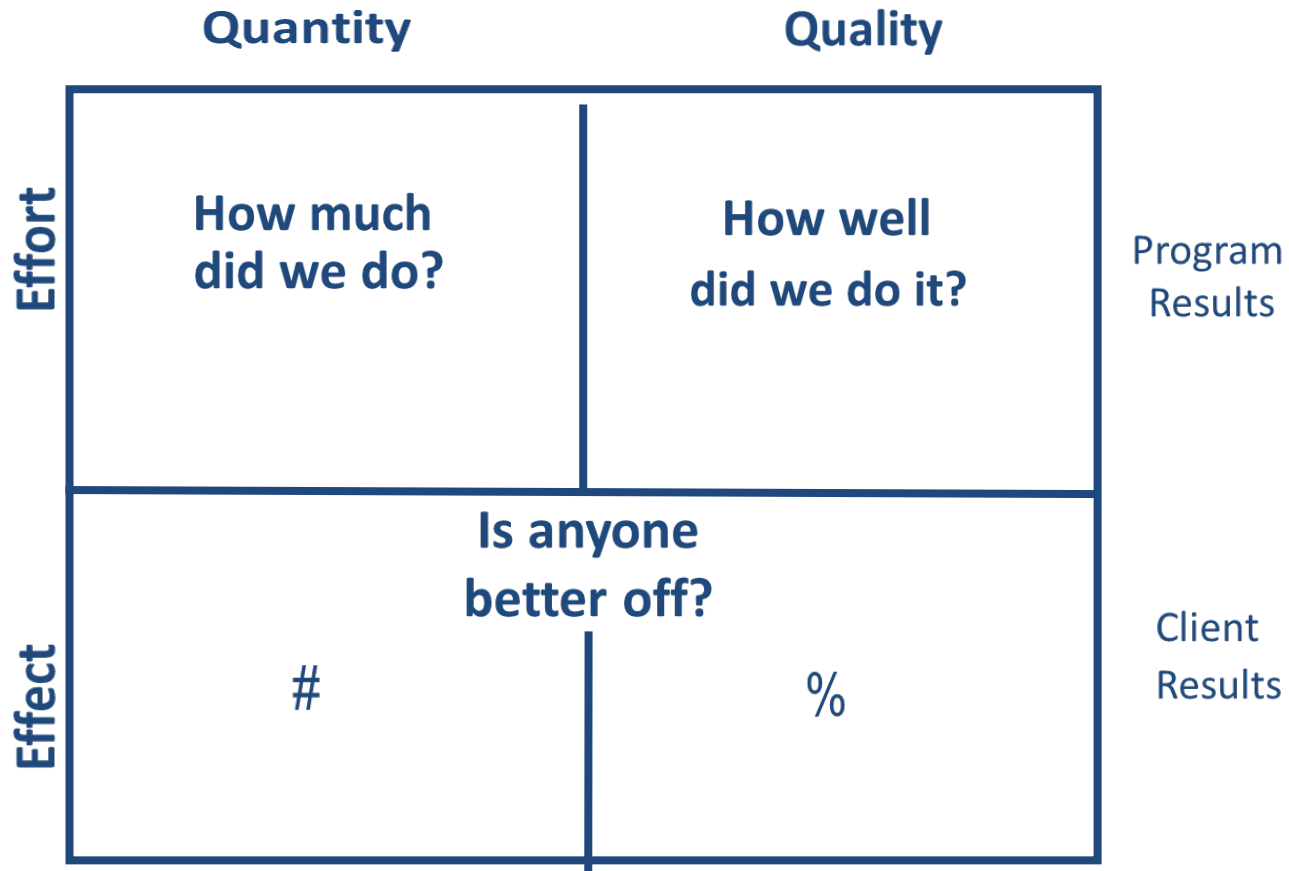 Quantity
Quality
Effort
How much
did we do?
How well
did we do it?
Program
Results
Effect
Is anyone
better off?
#
%
Client
Results